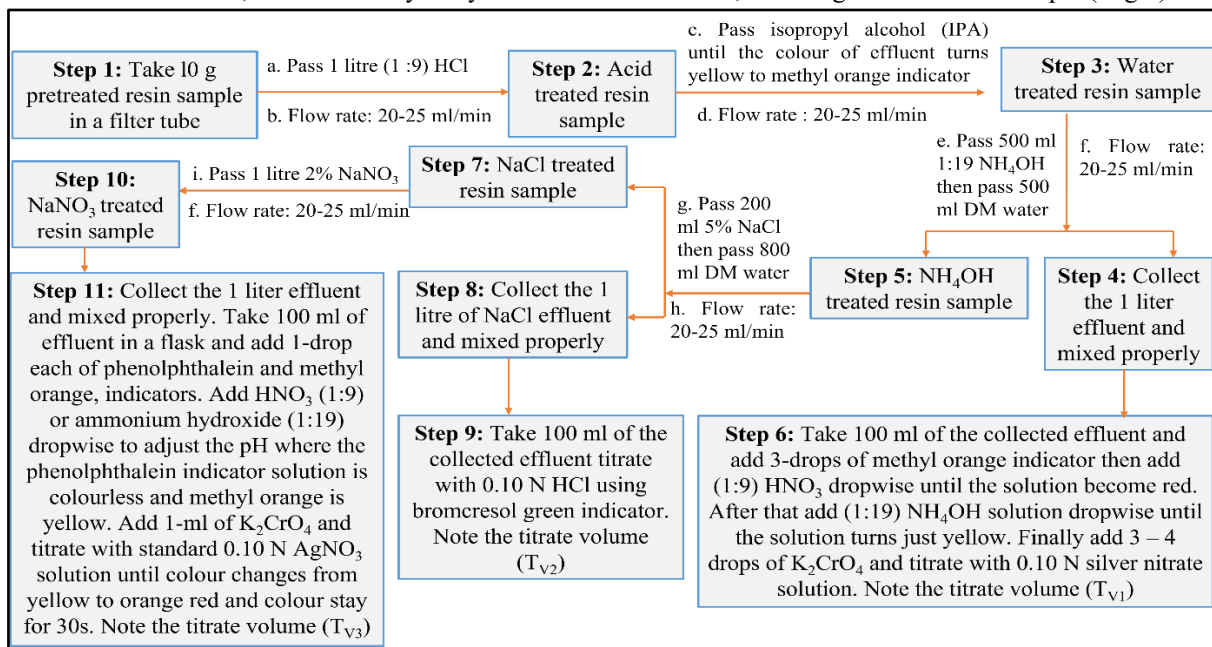 Step 1: Take l0 g
pretreated resin sample
in a filter tube
a. Pass 1 litre (1 :9) HCl
b. Flow rate: 20-25 ml/min
Step 2: Acid
treated resin
sample
c. Pass isopropyl alcohol (IPA)
until the colour of effluent turns
yellow to methyl orange indicator
d. Flow rate : 20-25 ml/min
Step 3: Water
treated resin sample
e. Pass 500 ml
1:19 NH₄OH
then pass 500
ml DM water
f. Flow rate:
20-25 ml/min
Step 4: Collect
the 1 liter
effluent and
mixed properly
Step 5: NH₄OH
treated resin sample
g. Pass 200
ml 5% NaCl
then pass 800
ml DM water
h. Flow rate:
20-25 ml/min
Step 6: Take 100 ml of the collected effluent and
add 3-drops of methyl orange indicator then add
(1:9) HNO₃ dropwise until the solution become red.
After that add (1:19) NH₄OH solution dropwise until
the solution turns just yellow. Finally add 3 – 4
drops of K₂CrO₄ and titrate with 0.10 N silver nitrate
solution. Note the titrate volume (T_V1)
Step 7: NaCl treated
resin sample
Step 8: Collect the 1
litre of NaCl effluent
and mixed properly
Step 9: Take 100 ml of the
collected effluent titrate
with 0.10 N HCl using
bromcresol green indicator.
Note the titrate volume
(T_V2)
i. Pass 1 litre 2% NaNO₃
f. Flow rate: 20-25 ml/min
Step 10:
NaNO₃ treated
resin sample
Step 11: Collect the 1 liter effluent
and mixed properly. Take 100 ml of
effluent in a flask and add 1-drop
each of phenolphthalein and methyl
orange, indicators. Add HNO₃ (1:9)
or ammonium hydroxide (1:19)
dropwise to adjust the pH where the
phenolphthalein indicator solution is
colourless and methyl orange is
yellow. Add 1-ml of K₂CrO₄ and
titrate with standard 0.10 N AgNO₃
solution until colour changes from
yellow to orange red and colour stay
for 30s. Note the titrate volume (T_V3)